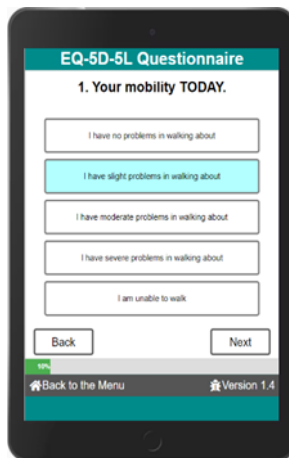 EQ-5D-5L Questionnaire
1. Your mobility TODAY.
I have no problems in walking about
I have slight problems in walking about
I have moderate problems in walking about
I have severe problems in walking about
I am unable to walk
Back Next
10%
Back to the Menu Version 1.4